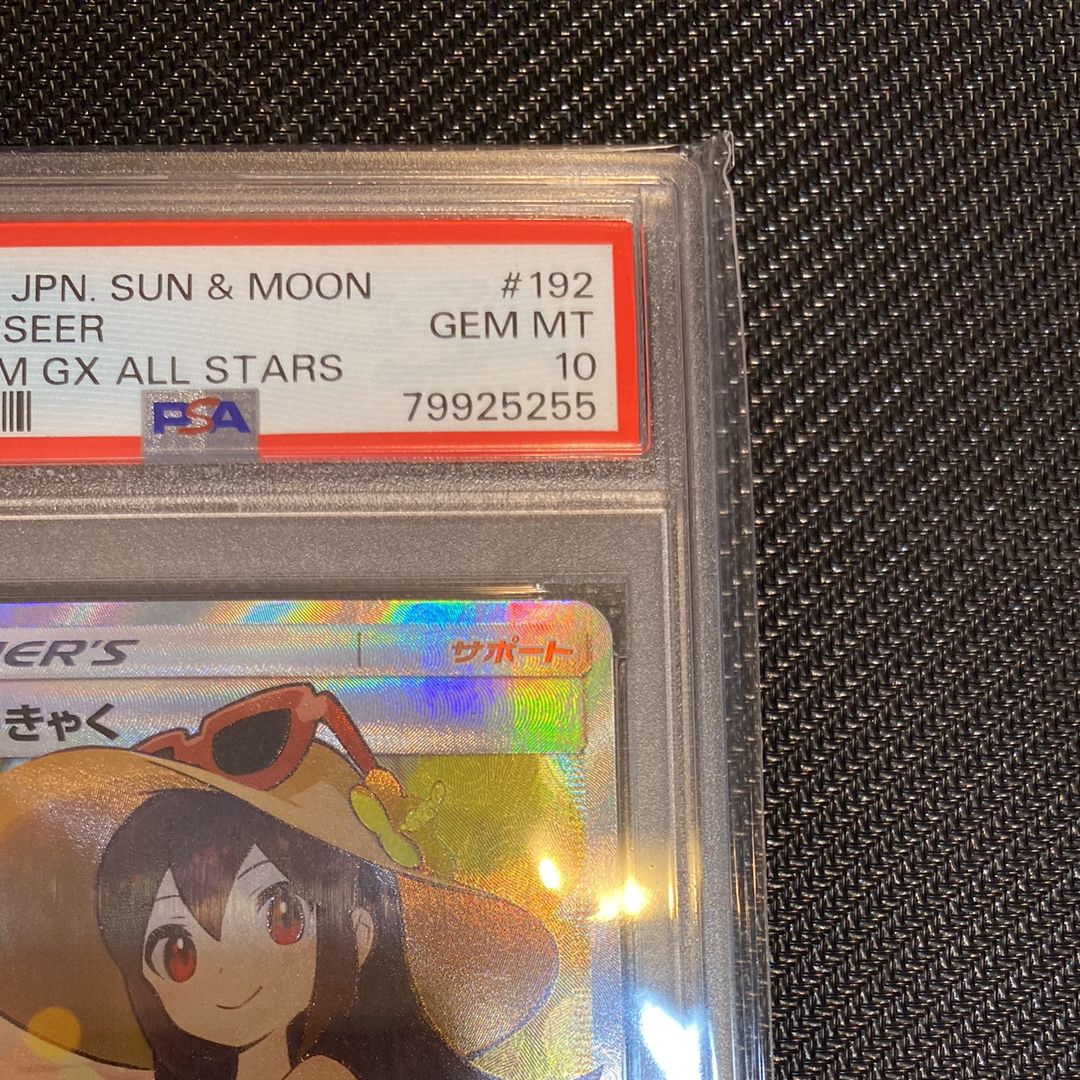 JPN. SUN & MOON #192
SEER GEM MT
M GX ALL STARS 10
PSA 79925255
NER'S サポート
きゃく